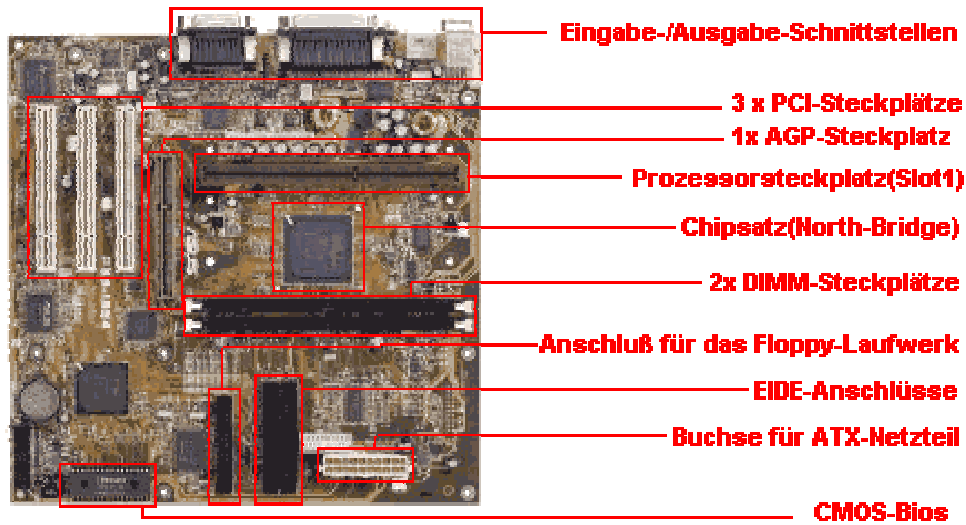 Eingabe-/Ausgabe-Schnittstellen
3 x PCI-Steckplätze
1x AGP-Steckplatz
Prozessorsteckplatz(Slot1)
Chipsatz(North-Bridge)
2x DIMM-Steckplätze
Anschluß für das Floppy-Laufwerk
EIDE-Anschlüsse
Buchse für ATX-Netzteil
CMOS-Bios